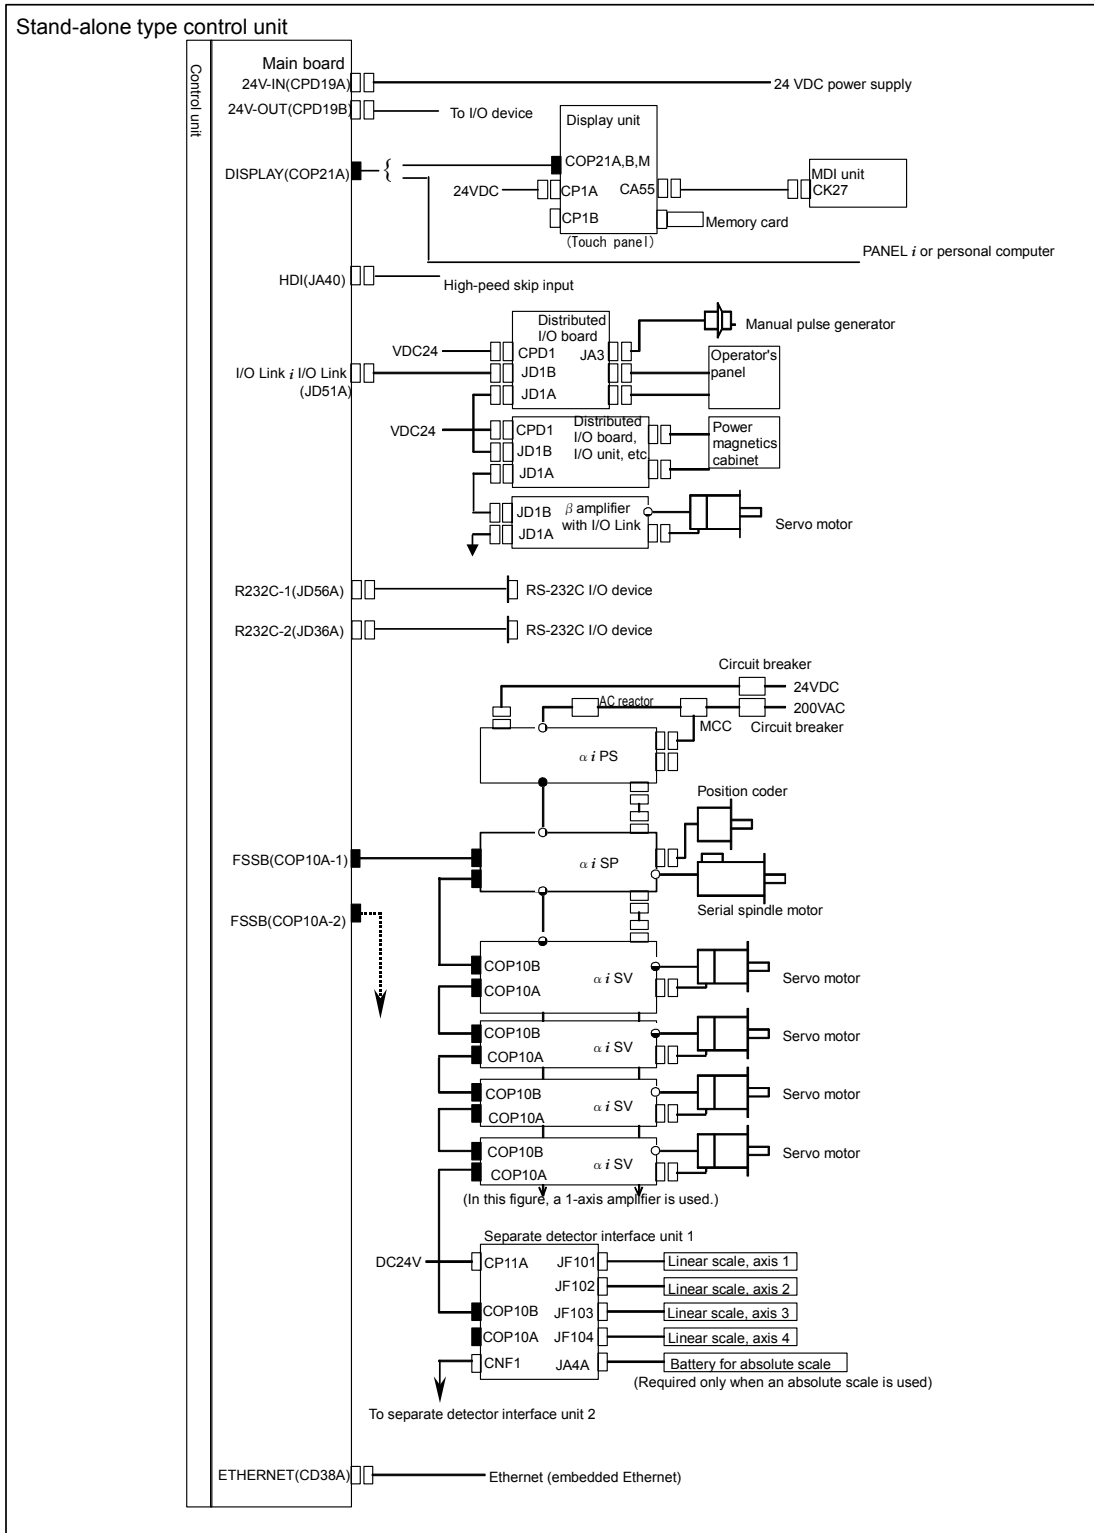 Stand-alone type control unit
Control unit
Main board
24V-IN(CPD19A)
24 VDC power supply
24V-OUT(CPD19B)
To I/O device
Display unit
DISPLAY(COP21A)
COP21A,B,M
24VDC
CP1A
CA55
MDI unit
CK27
CP1B
Memory card
(Touch panel)
PANEL i or personal computer
HDI(JA40)
High-peed skip input
Distributed
I/O board
Manual pulse generator
VDC24
CPD1
JA3
Operator's
panel
I/O Link i I/O Link
(JD51A)
JD1B
JD1A
VDC24
CPD1
Distributed
I/O board,
I/O unit, etc
Power
magnetics
cabinet
JD1B
JD1A
JD1B
β amplifier
with I/O Link
JD1A
Servo motor
R232C-1(JD56A)
RS-232C I/O device
R232C-2(JD36A)
RS-232C I/O device
Circuit breaker
24VDC
AC reactor
200VAC
MCC
Circuit breaker
α i PS
Position coder
FSSB(COP10A-1)
α i SP
Serial spindle motor
FSSB(COP10A-2)
COP10B
α i SV
COP10A
Servo motor
COP10B
α i SV
COP10A
Servo motor
COP10B
α i SV
COP10A
Servo motor
COP10B
α i SV
COP10A
Servo motor
(In this figure, a 1-axis amplifier is used.)
Separate detector interface unit 1
DC24V
CP11A
JF101
Linear scale, axis 1
JF102
Linear scale, axis 2
COP10B
JF103
Linear scale, axis 3
COP10A
JF104
Linear scale, axis 4
CNF1
JA4A
Battery for absolute scale
(Required only when an absolute scale is used)
To separate detector interface unit 2
ETHERNET(CD38A)
Ethernet (embedded Ethernet)